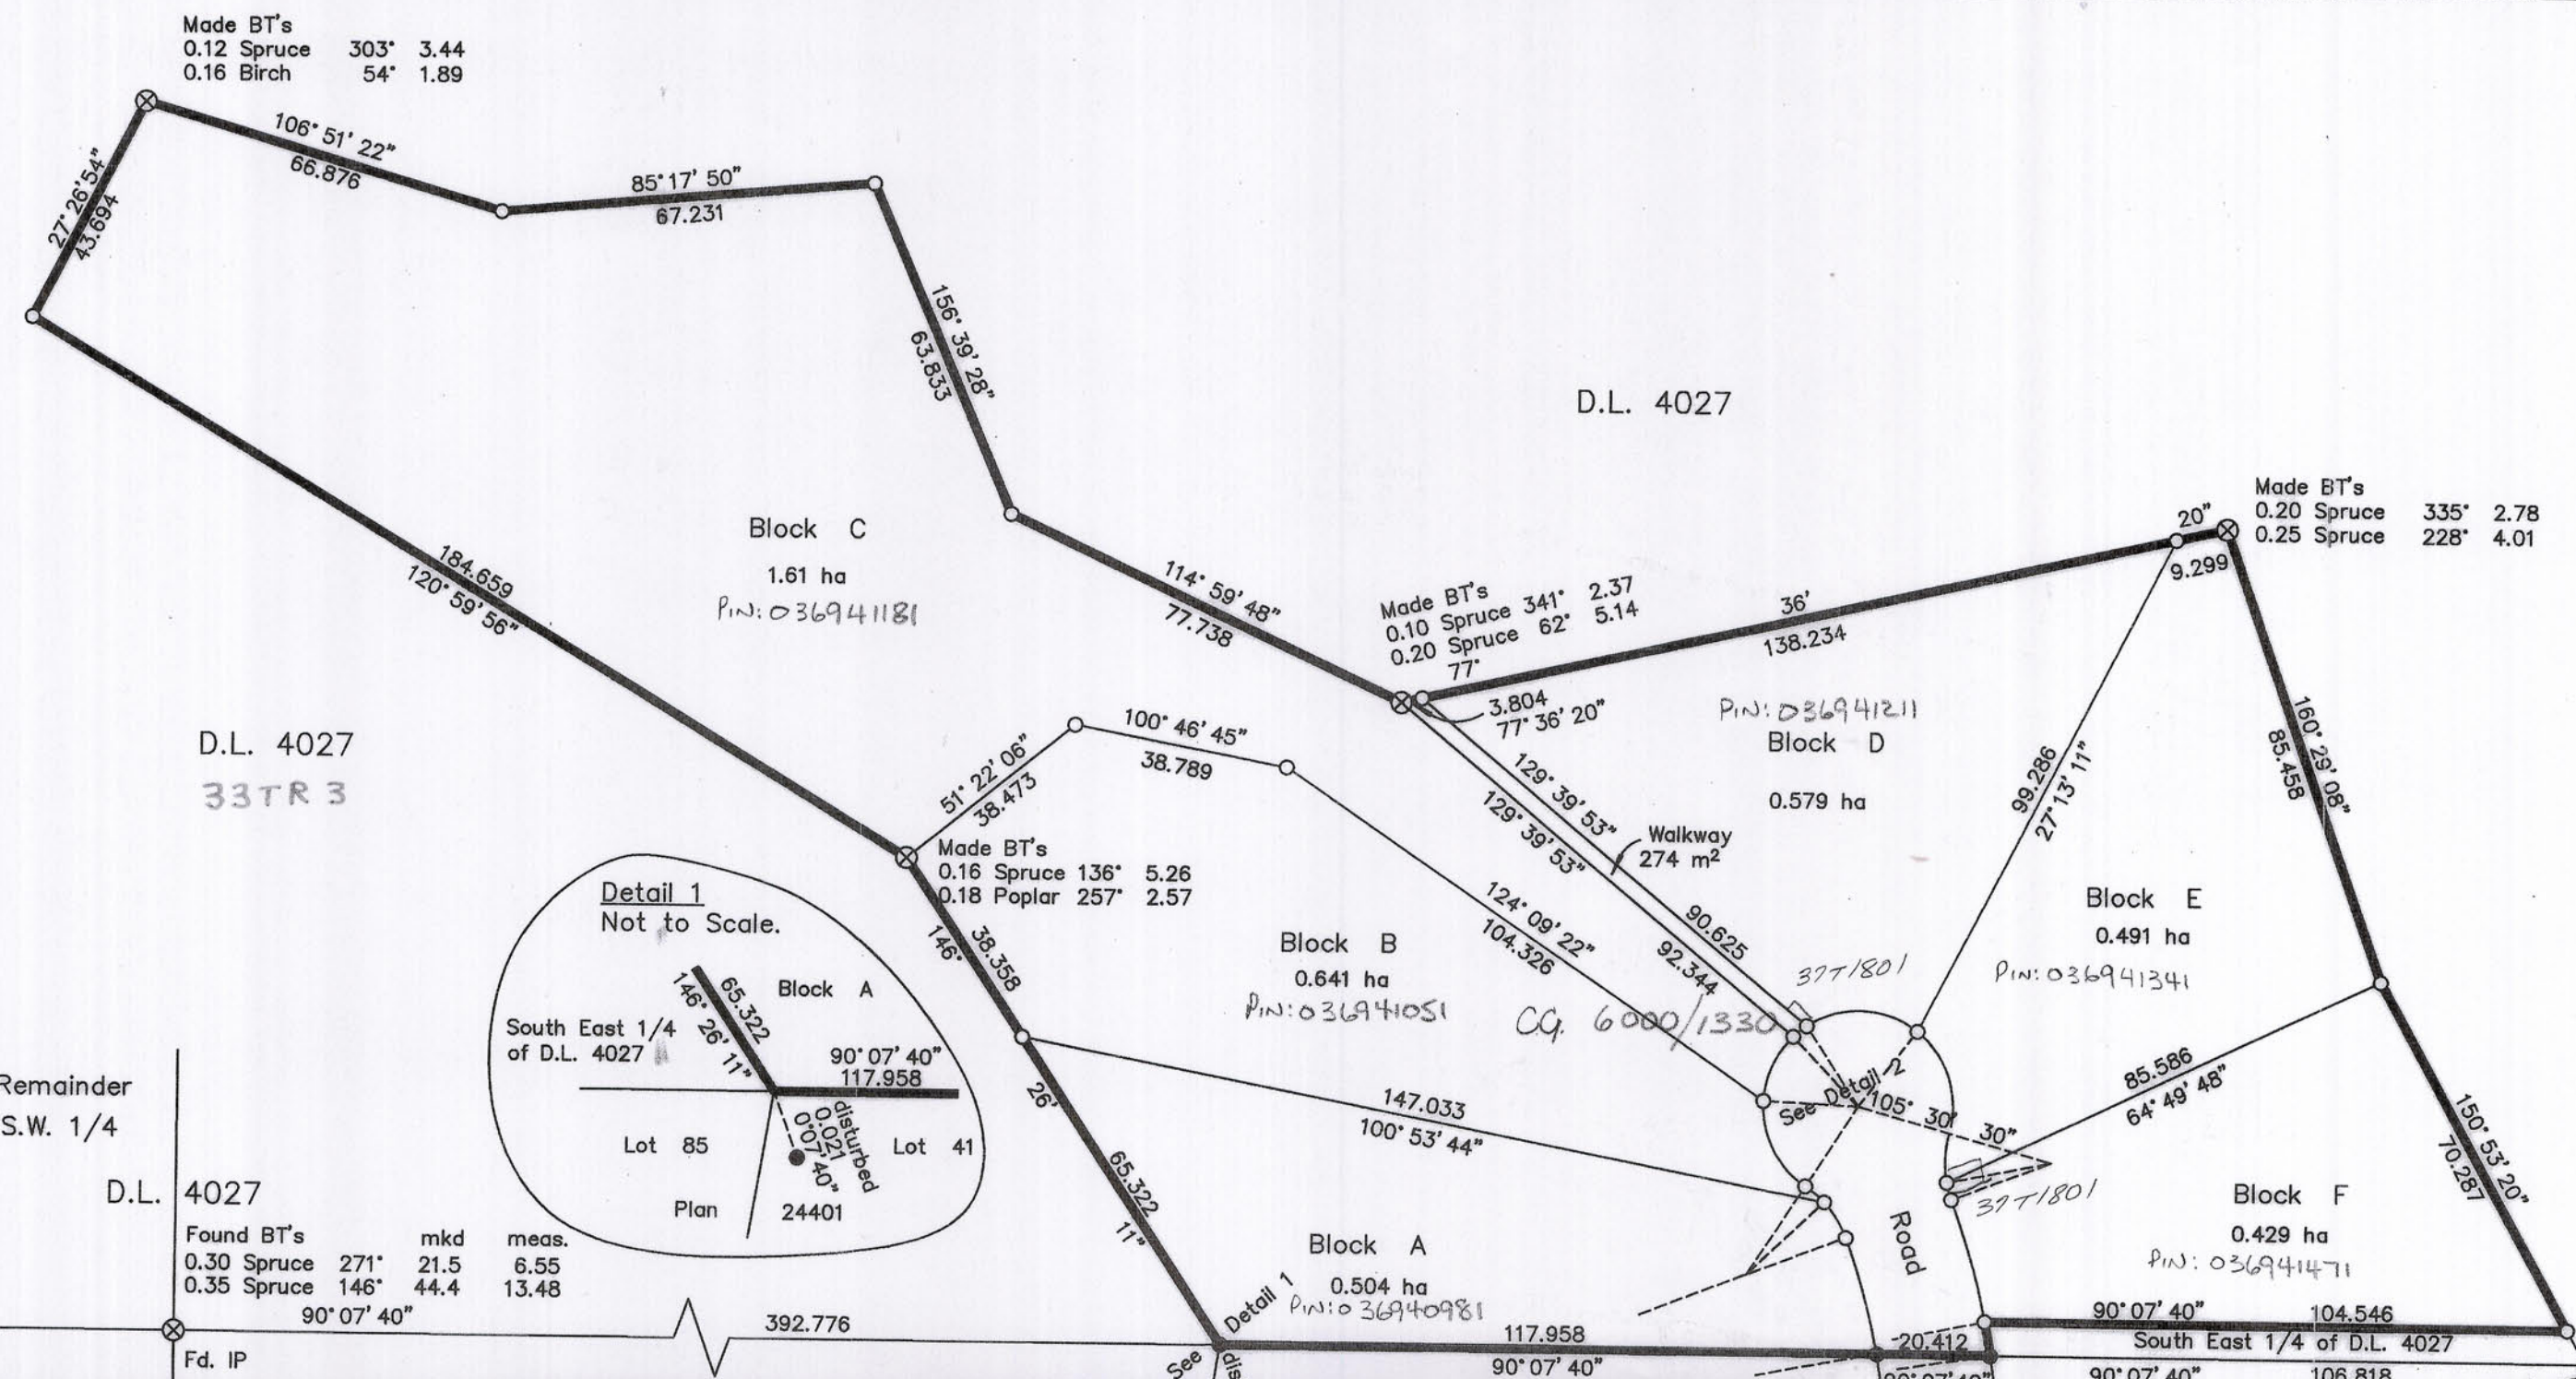 Made BT's
0.12 Spruce 303° 3.44
0.16 Birch 54° 1.89
106° 51' 22"
66.876
27° 26' 54"
43.694
85° 17' 50"
67.231
156° 39' 28"
63.833
D.L. 4027
Block C
1.61 ha
PIN: 036941181
184.659
120° 59' 56"
114° 59' 48"
77.738
Made BT's
0.10 Spruce 341° 2.37
0.20 Spruce 62° 5.14
77°
36'
138.234
20"
9.299
Made BT's
0.20 Spruce 335° 2.78
0.25 Spruce 228° 4.01
3.804
77° 36' 20"
PIN: 036941211
Block D
0.579 ha
160° 29' 08"
85.458
99.286
27° 13' 11"
D.L. 4027
33TR 3
51° 22' 06"
38.473
100° 46' 45"
38.789
129° 39' 53"
129° 39' 53"
Walkway
274 m²
90.625
92.344
Made BT's
0.16 Spruce 136° 5.26
0.18 Poplar 257° 2.57
124° 09' 22"
104.326
Block B
0.641 ha
PIN: 036941051
C.G. 6000/1330
37T1801
Block E
0.491 ha
PIN: 036941341
38.358
146°
26'
65.322
11"
Detail 1
Not to Scale.
65.322
146° 26' 11"
Block A
South East 1/4
of D.L. 4027
90° 07' 40"
117.958
disturbed
0.021
0° 07' 40"
Lot 85
Lot 41
Plan 24401
147.033
100° 53' 44"
See Detail 2
105° 30' 30"
85.586
64° 49' 48"
150° 53' 20"
70.287
37T1801
Block F
0.429 ha
PIN: 036941471
Road
Remainder
S.W. 1/4
D.L. 4027
Found BT's mkd meas.
0.30 Spruce 271° 21.5 6.55
0.35 Spruce 146° 44.4 13.48
90° 07' 40"
392.776
Fd. IP
Block A
0.504 ha
PIN: 036940981
See Detail 1
dis
117.958
90° 07' 40"
20.412
90° 07' 40"
90° 07' 40" 104.546
South East 1/4 of D.L. 4027
90° 07' 40" 106.818